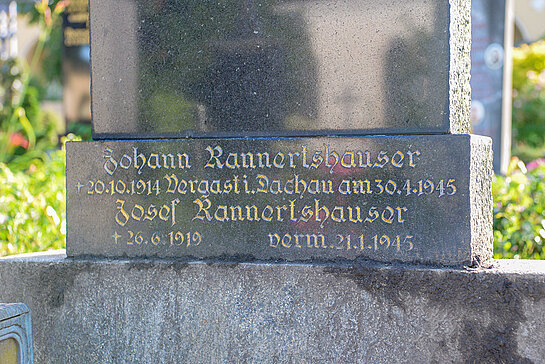 Johann Rannertshauser
+20.10.1914 Vergast i. Dachau am 30.4.1945
Josef Rannertshauser
+ 26.6.1919 verm. 21.1.1945